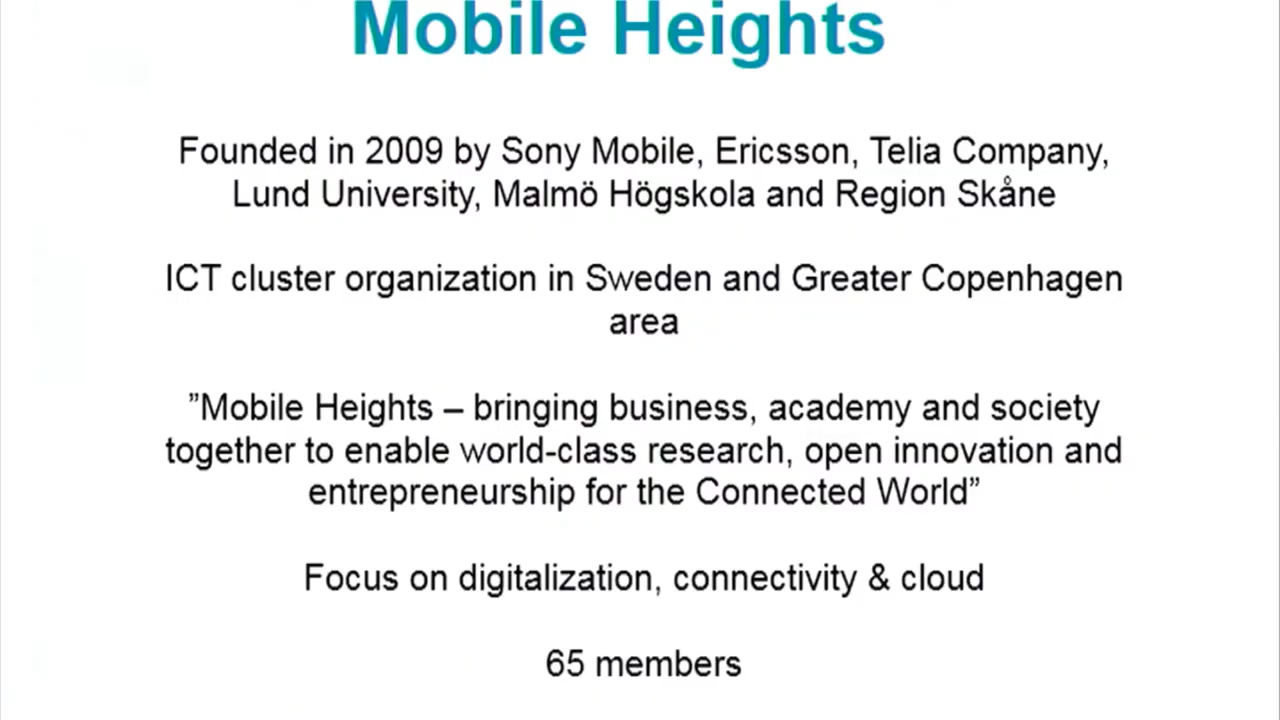 Mobile Heights
Founded in 2009 by Sony Mobile, Ericsson, Telia Company,
Lund University, Malmö Högskola and Region Skåne
ICT cluster organization in Sweden and Greater Copenhagen
area
”Mobile Heights – bringing business, academy and society
together to enable world-class research, open innovation and
entrepreneurship for the Connected World”
Focus on digitalization, connectivity & cloud
65 members